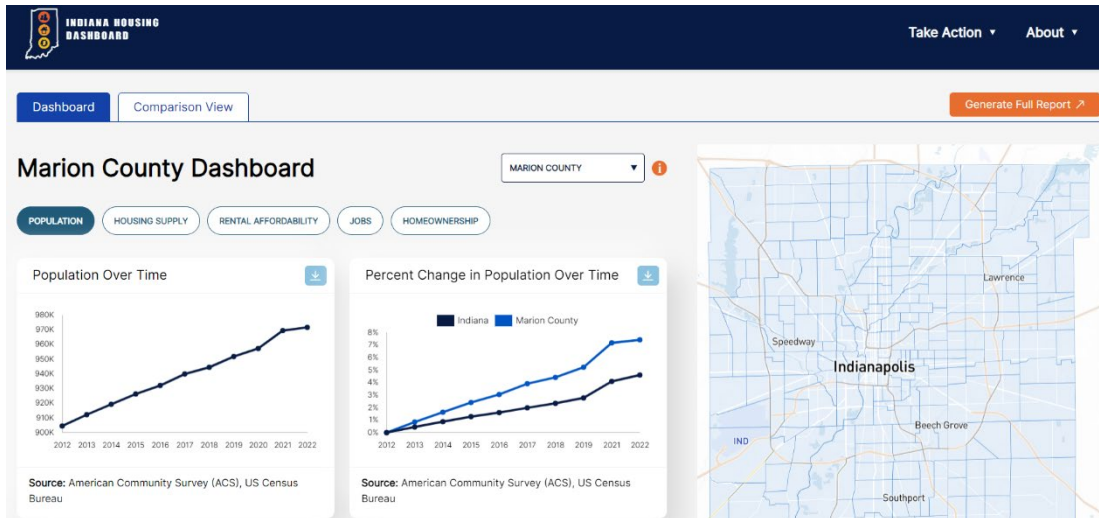 INDIANA HOUSING
DASHBOARD
Take Action ▼
About ▼
Dashboard
Comparison View
Generate Full Report ↗
Marion County Dashboard
MARION COUNTY ▼
i
POPULATION
HOUSING SUPPLY
RENTAL AFFORDABILITY
JOBS
HOMEOWNERSHIP
Population Over Time
980K
970K
960K
950K
940K
930K
920K
910K
900K
2012 2013 2014 2015 2016 2017 2018 2019 2020 2021 2022
Source: American Community Survey (ACS), US Census
Bureau
Percent Change in Population Over Time
Indiana Marion County
8%
7%
6%
5%
4%
3%
2%
1%
0%
2012 2013 2014 2015 2016 2017 2018 2019 2021 2022
Source: American Community Survey (ACS), US Census
Bureau
Lawrence
Speedway
Indianapolis
Beech Grove
IND
Southport